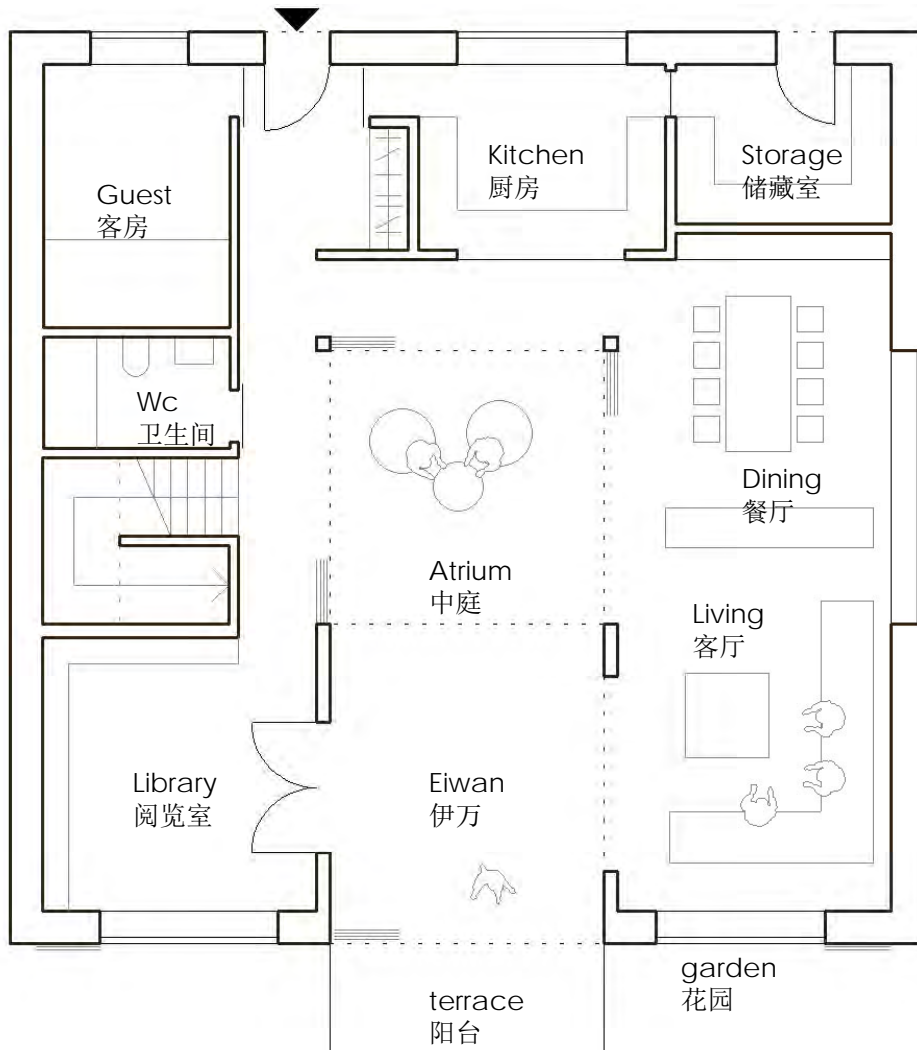 Kitchen
厨房
Storage
储藏室
Guest
客房
Wc
卫生间
Dining
餐厅
Atrium
中庭
Living
客厅
Library
阅览室
Eiwan
伊万
garden
花园
terrace
阳台